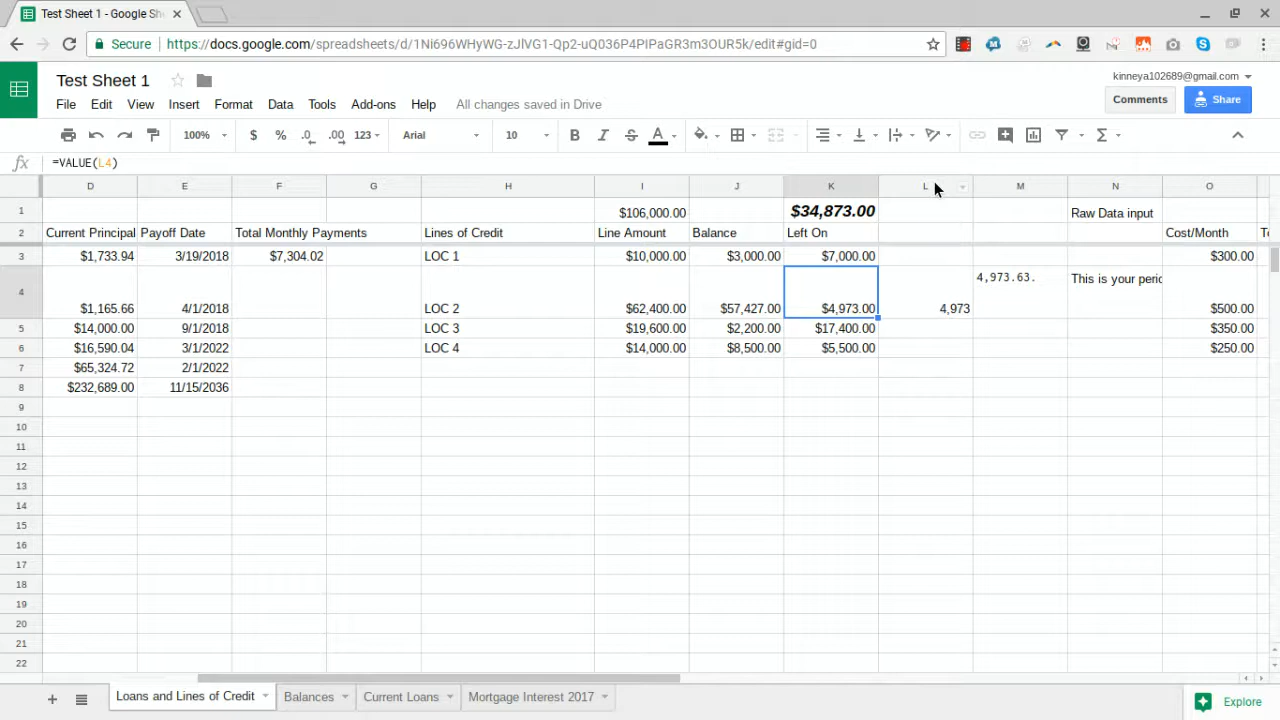 Test Sheet 1 - Google Sh
Secure https://docs.google.com/spreadsheets/d/1Ni696WHyWG-zJlVG1-Qp2-uQ036P4PIPaGR3m3OUR5k/edit#gid=0
Test Sheet 1
kinneya102689@gmail.com
File Edit View Insert Format Data Tools Add-ons Help All changes saved in Drive
Comments Share
100% $ % .0 .00 123 Arial 10 B I S A Σ
fx =VALUE(L4)
D E F G H I J K L M N O
1 $106,000.00 $34,873.00 Raw Data input
2 Current Principal Payoff Date Total Monthly Payments Lines of Credit Line Amount Balance Left On Cost/Month To
3 $1,733.94 3/19/2018 $7,304.02 LOC 1 $10,000.00 $3,000.00 $7,000.00 $300.00
4,973.63. This is your peric
4 $1,165.66 4/1/2018 LOC 2 $62,400.00 $57,427.00 $4,973.00 4,973 $500.00
5 $14,000.00 9/1/2018 LOC 3 $19,600.00 $2,200.00 $17,400.00 $350.00
6 $16,590.04 3/1/2022 LOC 4 $14,000.00 $8,500.00 $5,500.00 $250.00
7 $65,324.72 2/1/2022
8 $232,689.00 11/15/2036
9
10
11
12
13
14
15
16
17
18
19
20
21
22
Loans and Lines of Credit Balances Current Loans Mortgage Interest 2017 Explore